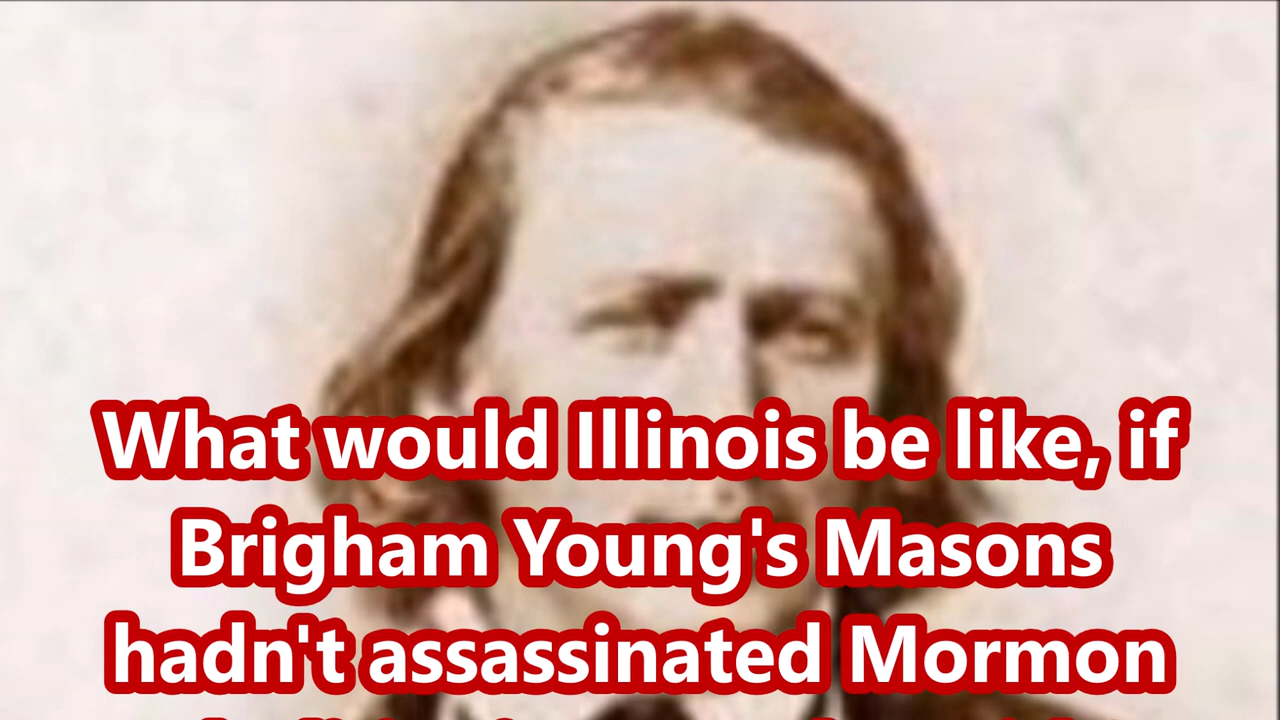 What would Illinois be like, if
Brigham Young's Masons
hadn't assassinated Mormon